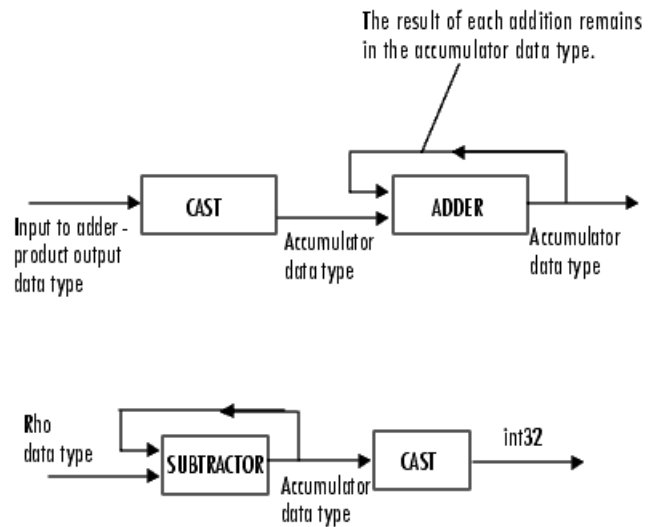 The result of each addition remains
in the accumulator data type.
CAST
ADDER
Input to adder -
product output
data type
Accumulator
data type
Accumulator
data type
Rho
data type
SUBTRACTOR
Accumulator
data type
CAST
int32